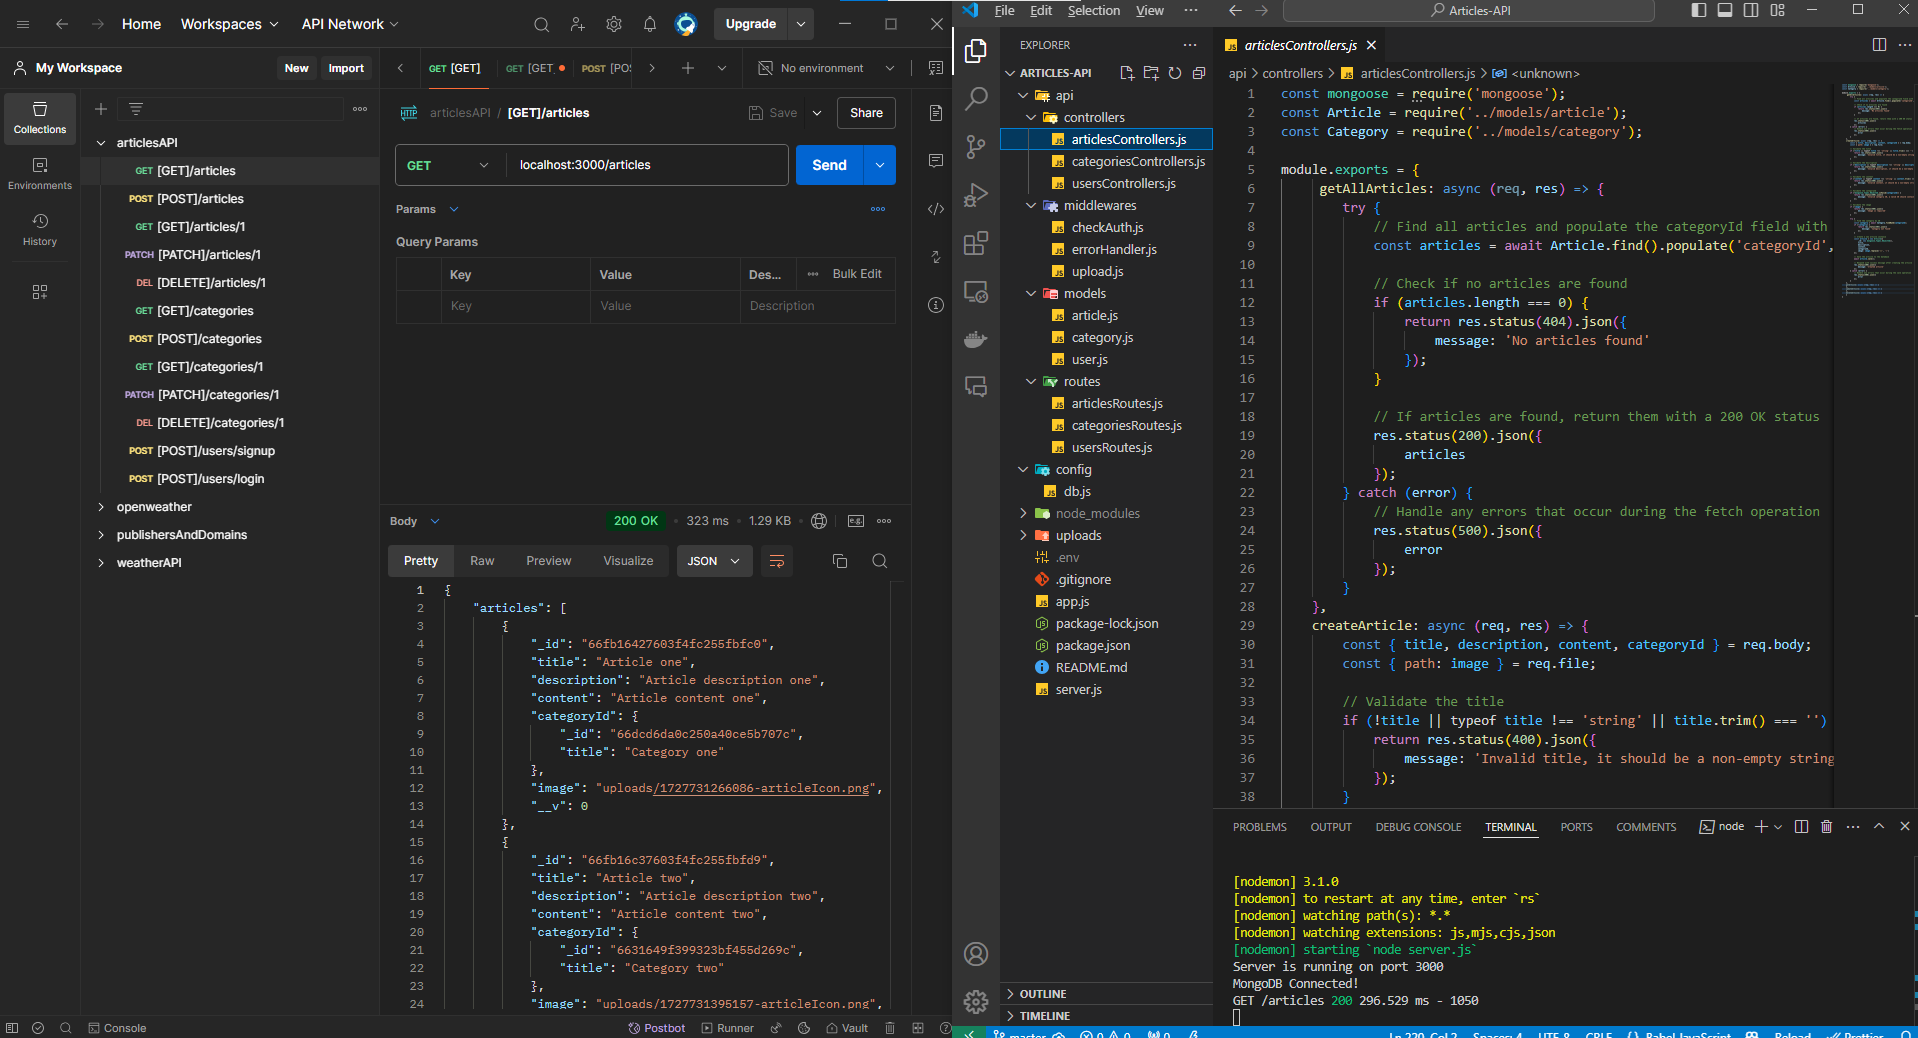 Home Workspaces API Network Upgrade
My Workspace New Import
Collections
Environments
History
articlesAPI
GET [GET]/articles
POST [POST]/articles
GET [GET]/articles/1
PATCH [PATCH]/articles/1
DEL [DELETE]/articles/1
GET [GET]/categories
POST [POST]/categories
GET [GET]/categories/1
PATCH [PATCH]/categories/1
DEL [DELETE]/categories/1
POST [POST]/users/signup
POST [POST]/users/login
openweather
publishersAndDomains
weatherAPI
GET [GET] GET [GET, POST [POS No environment
HTTP articlesAPI / [GET]/articles Save Share
GET localhost:3000/articles Send
Params
Query Params
Key Value Des... Bulk Edit
Key Value Description
Body 200 OK 323 ms 1.29 KB e.g.
Pretty Raw Preview Visualize JSON
1 {
2 "articles": [
3 {
4 "_id": "66fb16427603f4fc255fbfc0",
5 "title": "Article one",
6 "description": "Article description one",
7 "content": "Article content one",
8 "categoryId": {
9 "_id": "66dcd6da0c250a40ce5b707c",
10 "title": "Category one"
11 },
12 "image": "uploads/1727731266086-articleIcon.png",
13 "__v": 0
14 },
15 {
16 "_id": "66fb16c37603f4fc255fbfd9",
17 "title": "Article two",
18 "description": "Article description two",
19 "content": "Article content two",
20 "categoryId": {
21 "_id": "6631649f399323bf455d269c",
22 "title": "Category two"
23 },
24 "image": "uploads/1727731395157-articleIcon.png",
Console Postbot Runner Vault
File Edit Selection View Articles-API
EXPLORER
ARTICLES-API
api
controllers
articlesControllers.js
categoriesControllers.js
usersControllers.js
middlewares
checkAuth.js
errorHandler.js
upload.js
models
article.js
category.js
user.js
routes
articlesRoutes.js
categoriesRoutes.js
usersRoutes.js
config
db.js
node_modules
uploads
.env
.gitignore
app.js
package-lock.json
package.json
README.md
server.js
OUTLINE
TIMELINE
articlesControllers.js
api > controllers > articlesControllers.js > <unknown>
1 const mongoose = require('mongoose');
2 const Article = require('../models/article');
3 const Category = require('../models/category');
4
5 module.exports = {
6 getAllArticles: async (req, res) => {
7 try {
8 // Find all articles and populate the categoryId field with
9 const articles = await Article.find().populate('categoryId',
10
11 // Check if no articles are found
12 if (articles.length === 0) {
13 return res.status(404).json({
14 message: 'No articles found'
15 });
16 }
17
18 // If articles are found, return them with a 200 OK status
19 res.status(200).json({
20 articles
21 });
22 } catch (error) {
23 // Handle any errors that occur during the fetch operation
24 res.status(500).json({
25 error
26 });
27 }
28 },
29 createArticle: async (req, res) => {
30 const { title, description, content, categoryId } = req.body;
31 const { path: image } = req.file;
32
33 // Validate the title
34 if (!title || typeof title !== 'string' || title.trim() === '')
35 return res.status(400).json({
36 message: 'Invalid title, it should be a non-empty string
37 });
38 }
PROBLEMS OUTPUT DEBUG CONSOLE TERMINAL PORTS COMMENTS node
[nodemon] 3.1.0
[nodemon] to restart at any time, enter `rs`
[nodemon] watching path(s): *.*
[nodemon] watching extensions: js,mjs,cjs,json
[nodemon] starting `node server.js`
Server is running on port 3000
MongoDB Connected!
GET /articles 200 296.529 ms - 1050
master 0 0 0 Ln 220, Col 2 Spaces: 4 UTF-8 CRLF Babel JavaScript Reload Prettier